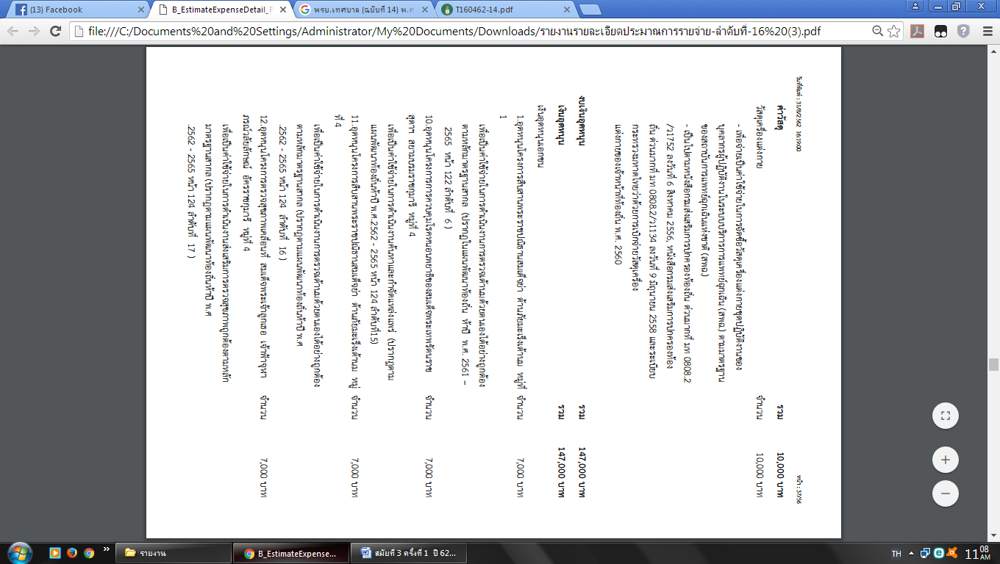 (13) Facebook
B_EstimateExpenseDetail_F
พรบ.เทศบาล (ฉบับที่ 14) พ.ศ
T160462-14.pdf
file:///C:/Documents%20and%20Settings/Administrator/My%20Documents/Downloads/รายงานรายละเอียดประมาณการรายจ่าย-ลำดับที่-16%20(3).pdf
วันที่พิมพ์ : 31/8/2562 16:19:00
หน้า : 37/56
ค่าวัสดุ รวม 10,000 บาท
วัสดุเครื่องแต่งกาย จำนวน 10,000 บาท
- เพื่อจ่ายเป็นค่าใช้จ่ายในการจัดซื้อวัสดุเครื่องแต่งกายชุดปฏิบัติงานของ
บุคลากรผู้ปฏิบัติงานในระบบบริการการแพทย์ฉุกเฉิน (สพฉ.) ตามมาตรฐาน
ของสถาบันการแพทย์ฉุกเฉินแห่งชาติ (สพฉ.)
- เป็นไปตามหนังสือกรมส่งเสริมการปกครองท้องถิ่น ด่วนมากที่ มท 0808.2
/ว1752 ลงวันที่ 6 สิงหาคม 2556, หนังสือกรมส่งเสริมการปกครองท้อง
ถิ่น ด่วนมากที่ มท 0808.2/ว1134 ลงวันที่ 9 มิถุนายน 2558 และระเบียบ
กระทรวงมหาดไทยว่าด้วยการเบิกจ่ายวัสดุเครื่อง
แต่งกายของเจ้าหน้าที่ท้องถิ่น พ.ศ. 2560
งบเงินอุดหนุน รวม 147,000 บาท
เงินอุดหนุน รวม 147,000 บาท
เงินอุดหนุนเอกชน
1.อุดหนุนโครงการสืบสานพระราชปณิธานสมเด็จย่า ต้านภัยมะเร็งเต้านม หมู่ที่ จำนวน 7,000 บาท
1
เพื่อเป็นค่าใช้จ่ายในการดำเนินงานการตรวจเต้านมด้วยตนเองได้อย่างถูกต้อง
ตามหลักมาตรฐานสากล (ปรากฏในแผนพัฒนาท้องถิ่น ห้าปี พ.ศ. 2561 –
2565 หน้า 122 ลำดับที่ 6 )
10.อุดหนุนโครงการการควบคุมโรคหนอนพยาธิของสมเด็จพระเทพรัตนราช จำนวน 7,000 บาท
สุดาฯ สยามบรมราชกุมารี หมู่ที่ 4
เพื่อเป็นค่าใช้จ่ายในการดำเนินงานค้นหาและกำจัดแหล่งแพร่ (ปรากฏตาม
แผนพัฒนาท้องถิ่นห้าปี พ.ศ.2562 - 2565 หน้า 124 ลำดับที่15)
11.อุดหนุนโครงการสืบสานพระราชปณิธานสมเด็จย่า ต้านภัยมะเร็งเต้านม หมู่ จำนวน 7,000 บาท
ที่ 4
เพื่อเป็นค่าใช้จ่ายในการดำเนินงานการตรวจเต้านมด้วยตนเองได้อย่างถูกต้อง
ตามหลักมาตรฐานสากล (ปรากฏตามแผนพัฒนาท้องถิ่นห้าปี พ.ศ
.2562 - 2565 หน้า 124 ลำดับที่ 16 )
12.อุดหนุนโครงการตรวจสุขภาพเคลื่อนที่ สมเด็จพระเจ้าลูกเธอ เจ้าฟ้าจุฬา จำนวน 7,000 บาท
ภรณ์วลัยลักษณ์ อัครราชกุมารี หมู่ที่ 4
เพื่อเป็นค่าใช้จ่ายในการดำเนินงานส่งเสริมการตรวจสุขภาพถูกต้องตามหลัก
มาตรฐานสากล (ปรากฏตามแผนพัฒนาท้องถิ่นห้าปี พ.ศ
.2562 - 2565 หน้า 124 ลำดับที่ 17 )
รายงาน
B_EstimateExpense...
สมัยที่ 3 ครั้งที่ 1 ปี 62...
TH
11 08 AM